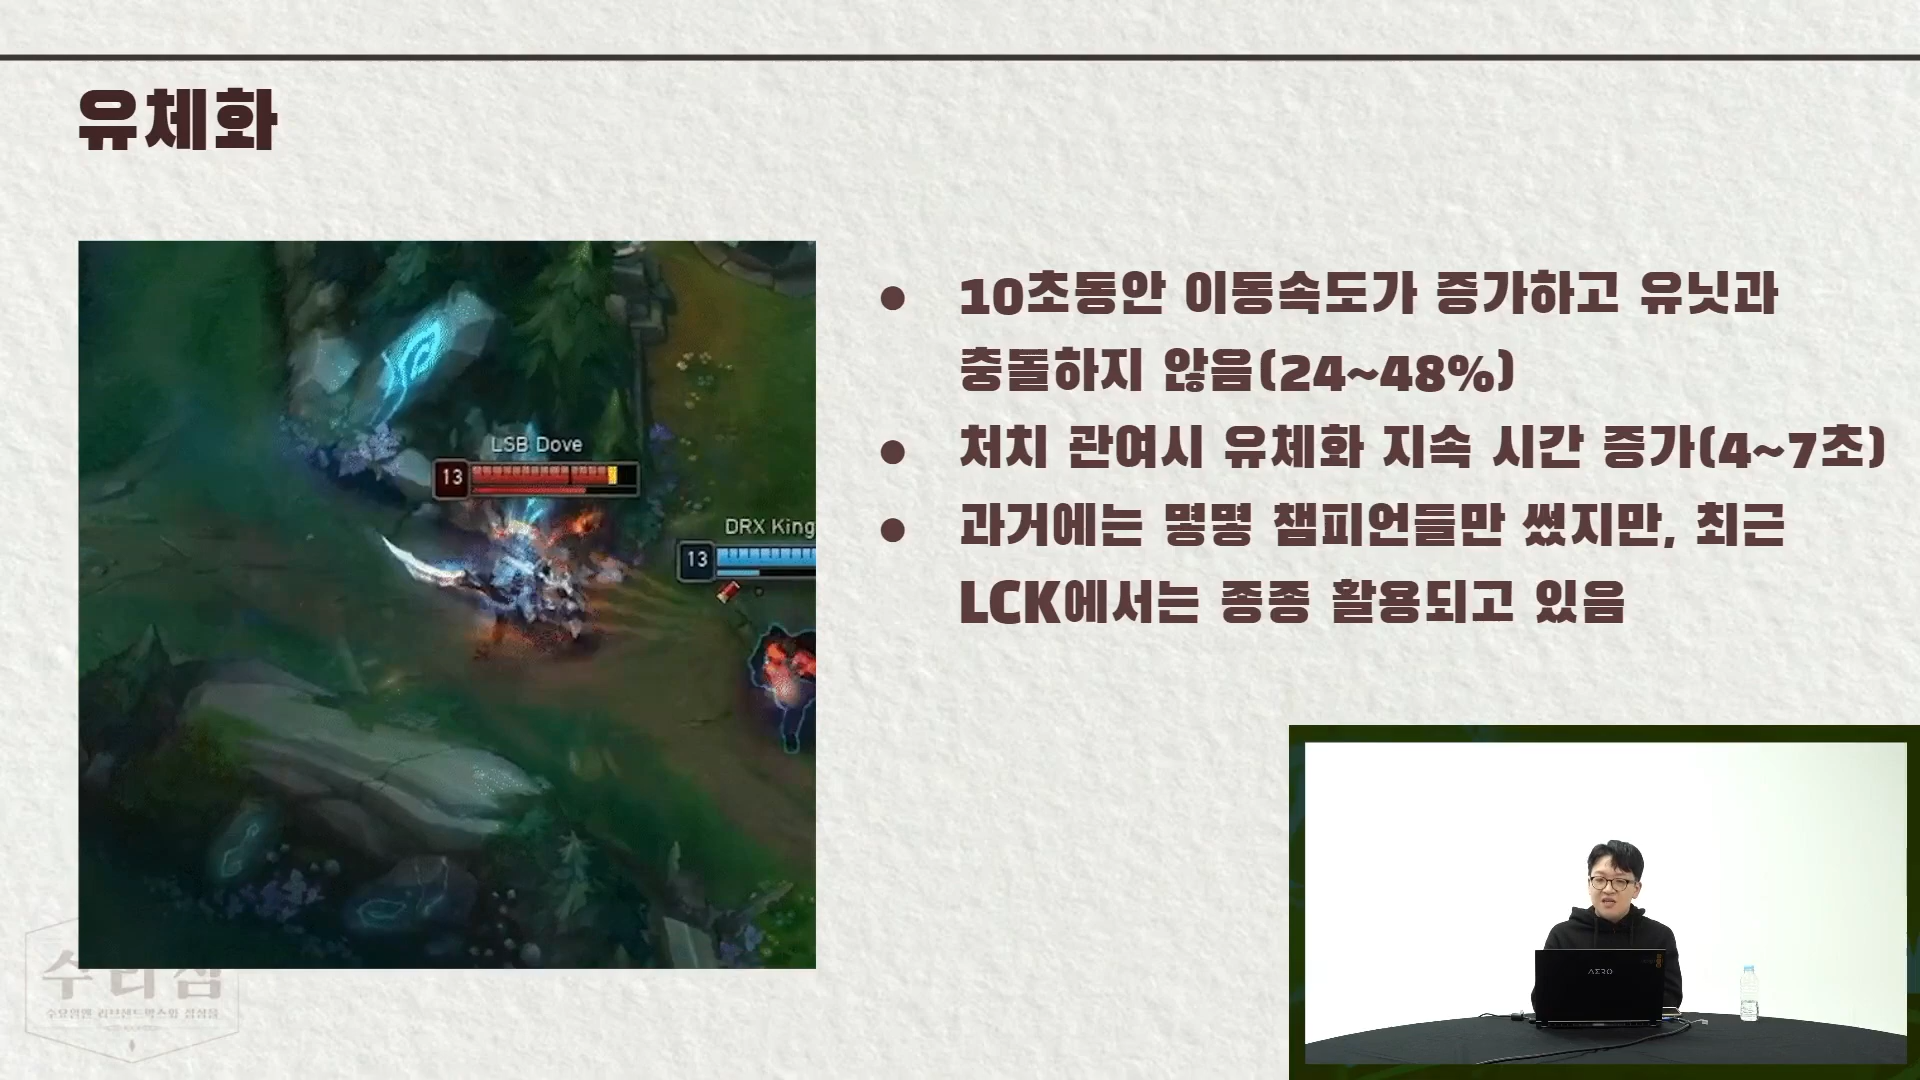 유체화
10초동안 이동속도가 증가하고 유닛과
충돌하지 않음(24~48%)
처치 관여시 유체화 지속 시간 증가(4~7초)
과거에는 몇몇 챔피언들만 썼지만, 최근
LCK에서는 종종 활용되고 있음
LSB Dove
13
DRX King
13
AERO
수리잼